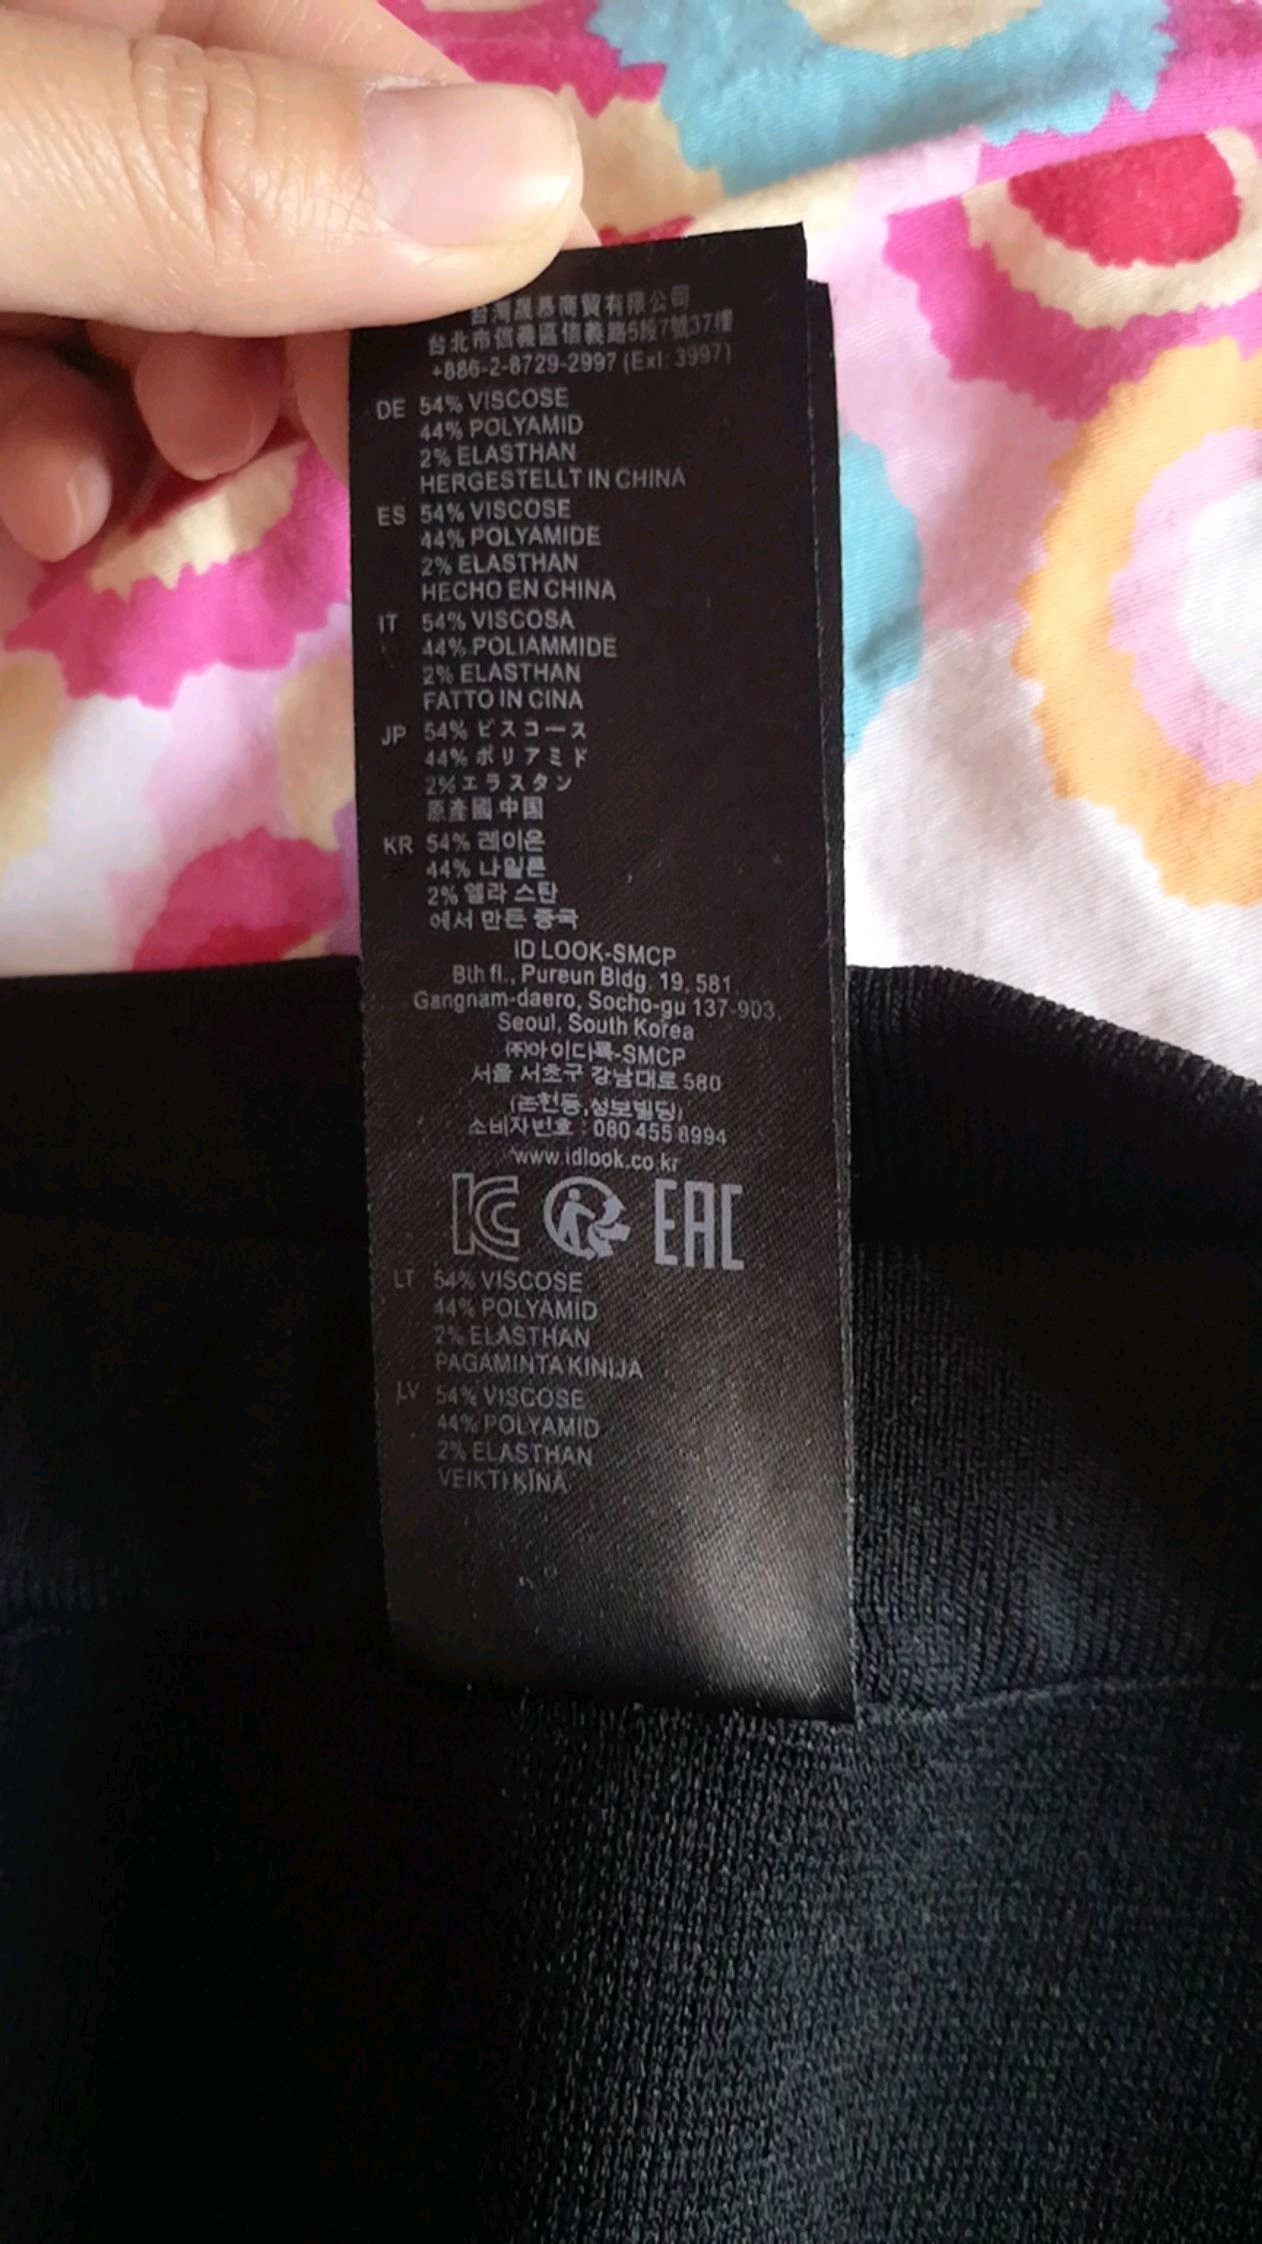 台灣晟慕商貿有限公司
台北市信義區信義路5段7號37樓
+886-2-8729-2997 (Exl: 3997)
DE 54% VISCOSE
44% POLYAMID
2% ELASTHAN
HERGESTELLT IN CHINA
ES 54% VISCOSE
44% POLYAMIDE
2% ELASTHAN
HECHO EN CHINA
IT 54% VISCOSA
44% POLIAMMIDE
2% ELASTHAN
FATTO IN CINA
JP 54% ビスコース
44% ポリアミド
2% エラスタン
原產國 中国
KR 54% 레이온
44% 나일론
2% 엘라 스탄
에서 만든 중국
ID LOOK-SMCP
8th fl., Pureun Bldg. 19, 581,
Gangnam-daero, Socho-gu 137-903,
Seoul, South Korea
㈜아이디룩-SMCP
서울 서초구 강남대로 580
(논현동,성보빌딩)
소비자번호 : 080 455 8994
www.idlook.co.kr
KC EAC
LT 54% VISCOSE
44% POLYAMID
2% ELASTHAN
PAGAMINTA KINIJA
LV 54% VISCOSE
44% POLYAMID
2% ELASTHAN
VEIKTI ĶĪNA